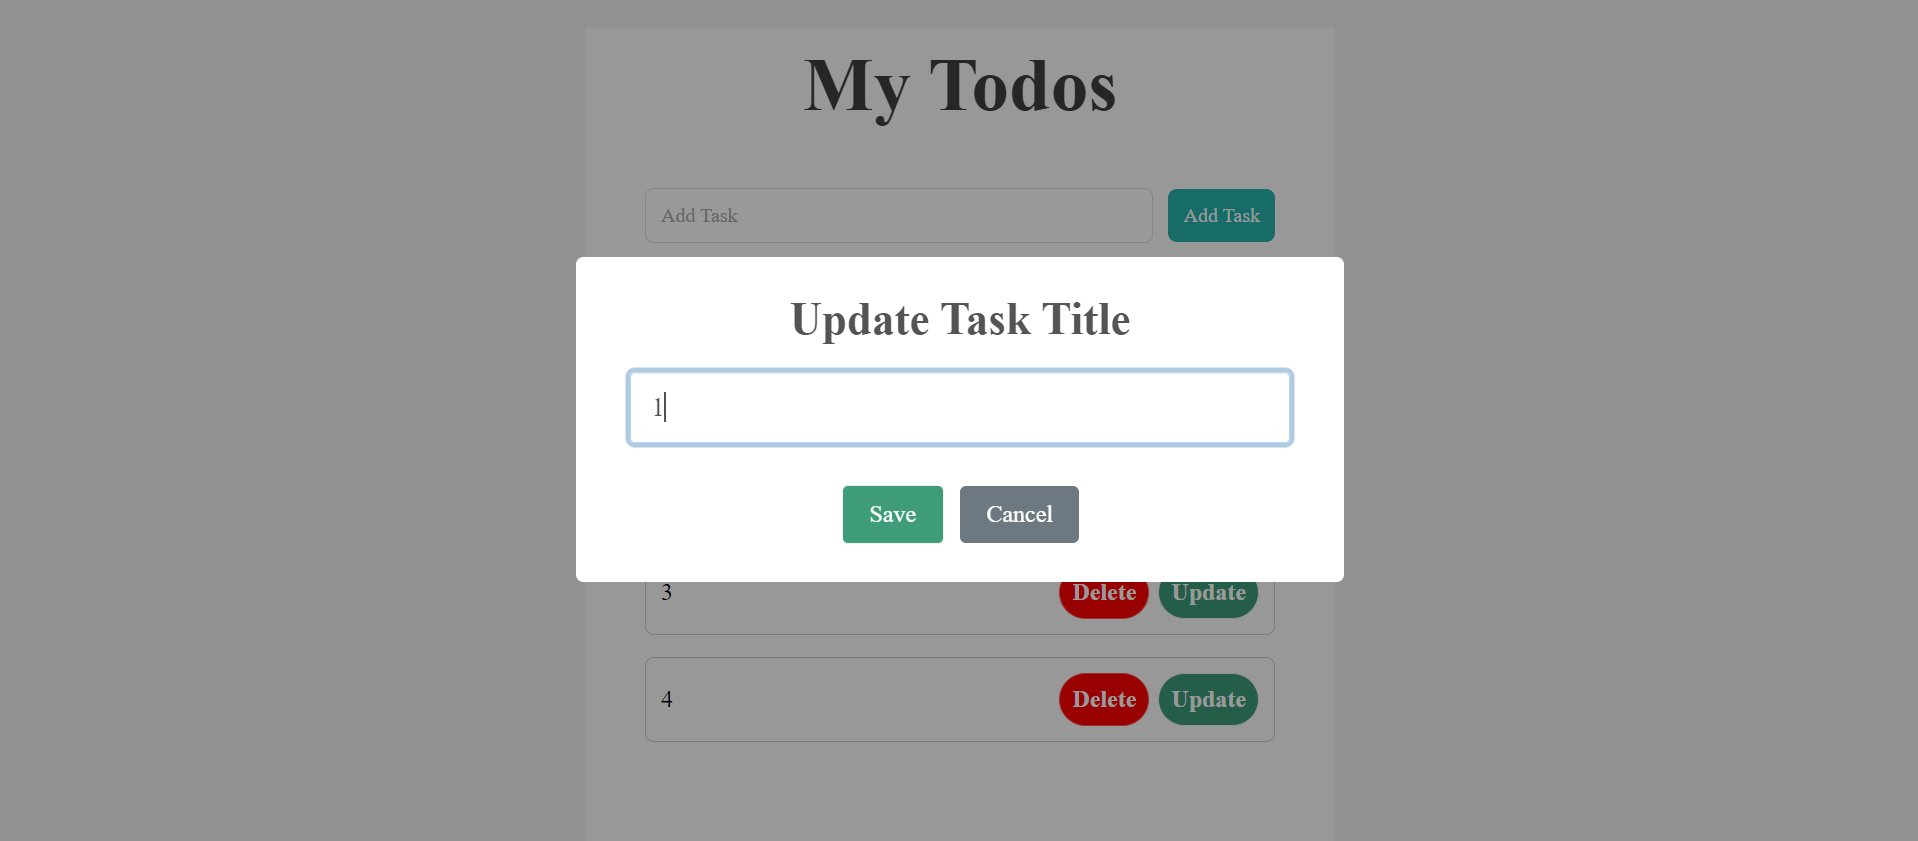 My Todos
Add Task Add Task
Update Task Title
1
Save Cancel
3 Delete Update
4 Delete Update